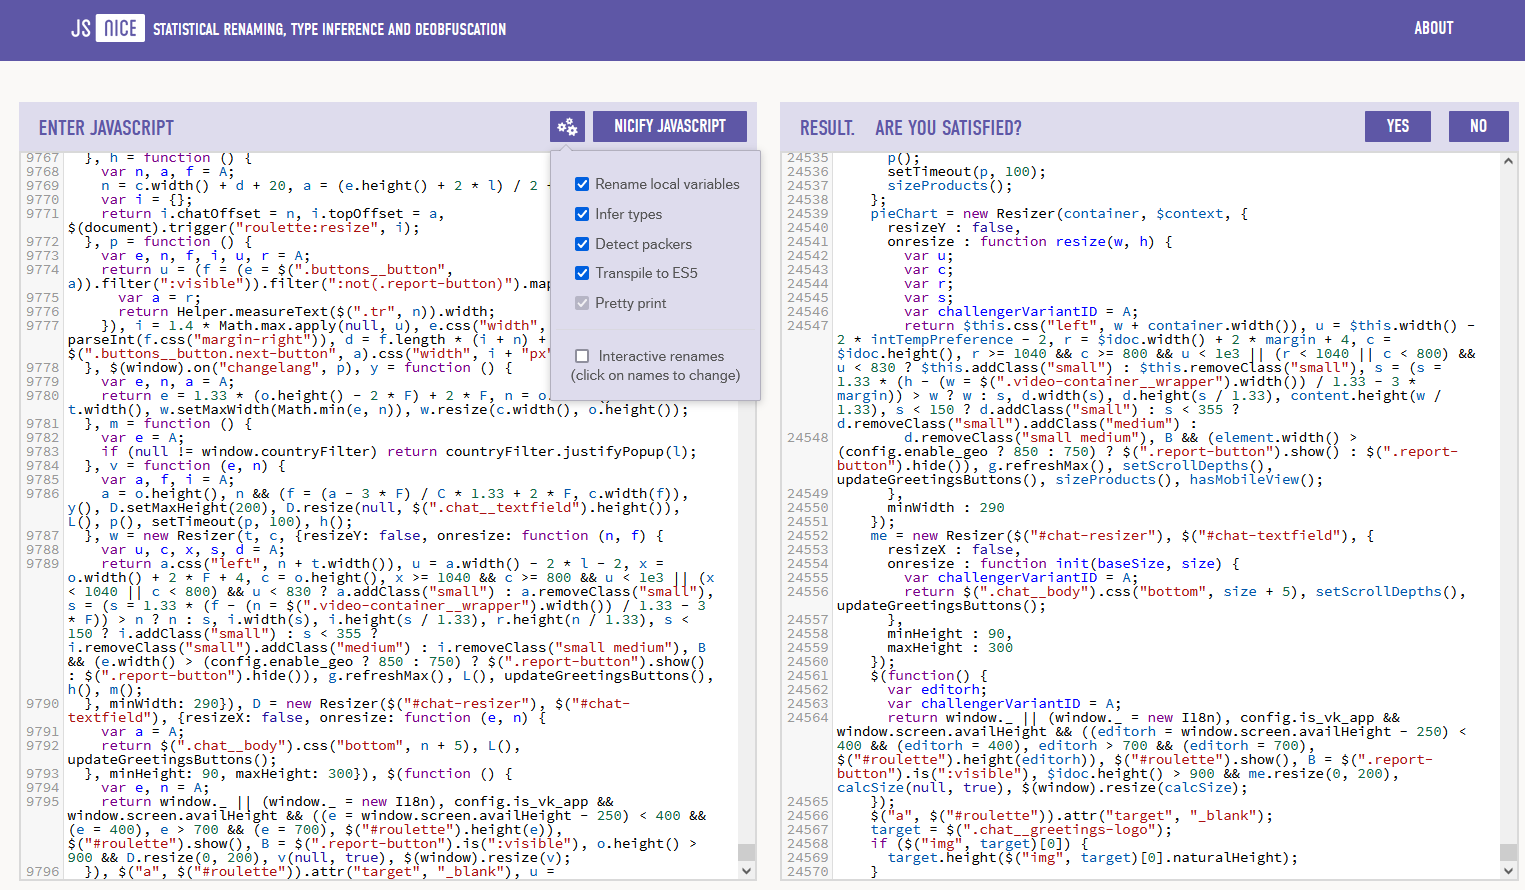 JS NICE STATISTICAL RENAMING, TYPE INFERENCE AND DEOBFUSCATION
ABOUT
ENTER JAVASCRIPT
NICIFY JAVASCRIPT
9767   }, h = function () {
9768     var n, a, f = A;
9769     n = c.width() + d + 20, a = (e.height() + 2 * l) / 2 -
9770     var i = {};
9771     return i.chatOffset = n, i.topOffset = a,
$(document).trigger("roulette:resize", i);
9772   }, p = function () {
9773     var e, n, f, i, u, r = A;
9774     return u = (f = (e = $(".buttons__button",
a)).filter(":visible")).filter(":not(.report-button)").map
9775       var a = r;
9776       return Helper.measureText($(".tr", n)).width;
9777     }), i = 1.4 * Math.max.apply(null, u), e.css("width",
parseInt(f.css("margin-right")), d = f.length * (i + n) +
$(".buttons__button.next-button", a).css("width", i + "px"
9778   }, $(window).on("changelang", p), y = function () {
9779     var e, n, a = A;
9780     return e = 1.33 * (o.height() - 2 * F) + 2 * F, n = o.
t.width(), w.setMaxWidth(Math.min(e, n)), w.resize(c.width(), o.height());
9781   }, m = function () {
9782     var e = A;
9783     if (null != window.countryFilter) return countryFilter.justifyPopup(l);
9784   }, v = function (e, n) {
9785     var a, f, i = A;
9786     a = o.height(), n && (f = (a - 3 * F) / C * 1.33 + 2 * F, c.width(f)),
y(), D.setMaxHeight(200), D.resize(null, $(".chat__textfield").height()),
L(), p(), setTimeout(p, 100), h();
9787   }, w = new Resizer(t, c, {resizeY: false, onresize: function (n, f) {
9788     var u, c, x, s, d = A;
9789     return a.css("left", n + t.width()), u = a.width() - 2 * l - 2, x =
o.width() + 2 * F + 4, c = o.height(), x >= 1040 && c >= 800 && u < 1e3 || (x
< 1040 || c < 800) && u < 830 ? a.addClass("small") : a.removeClass("small"),
s = (s = 1.33 * (f - (n = $(".video-container__wrapper").width()) / 1.33 - 3
* F)) > n ? n : s, i.width(s), i.height(s / 1.33), r.height(n / 1.33), s <
150 ? i.addClass("small") : s < 355 ?
i.removeClass("small").addClass("medium") : i.removeClass("small medium"), B
&& (e.width() > (config.enable_geo ? 850 : 750) ? $(".report-button").show()
: $(".report-button").hide()), g.refreshMax(), L(), updateGreetingsButtons(),
h(), m();
9790   }, minWidth: 290}), D = new Resizer($("#chat-resizer"), $("#chat-
textfield"), {resizeX: false, onresize: function (e, n) {
9791     var a = A;
9792     return $(".chat__body").css("bottom", n + 5), L(),
updateGreetingsButtons();
9793   }, minHeight: 90, maxHeight: 300}), $(function () {
9794     var e, n = A;
9795     return window._ || (window._ = new I18n), config.is_vk_app &&
window.screen.availHeight && ((e = window.screen.availHeight - 250) < 400 &&
(e = 400), e > 700 && (e = 700), $("#roulette").height(e)),
$("#roulette").show(), B = $(".report-button").is(":visible"), o.height() >
900 && D.resize(0, 200), v(null, true), $(window).resize(v);
9796   }), $("a", $("#roulette")).attr("target", "_blank"), u =
Rename local variables
Infer types
Detect packers
Transpile to ES5
Pretty print
Interactive renames
(click on names to change)
RESULT. ARE YOU SATISFIED?
YES
NO
24535       p();
24536       setTimeout(p, 100);
24537       sizeProducts();
24538     };
24539     pieChart = new Resizer(container, $context, {
24540       resizeY : false,
24541       onresize : function resize(w, h) {
24542         var u;
24543         var c;
24544         var r;
24545         var s;
24546         var challengerVariantID = A;
24547         return $this.css("left", w + container.width()), u = $this.width() -
2 * intTempPreference - 2, r = $idoc.width() + 2 * margin + 4, c =
$idoc.height(), r >= 1040 && c >= 800 && u < 1e3 || (r < 1040 || c < 800) &&
u < 830 ? $this.addClass("small") : $this.removeClass("small"), s = (s =
1.33 * (h - (w = $(".video-container__wrapper").width()) / 1.33 - 3 *
margin)) > w ? w : s, d.width(s), d.height(s / 1.33), content.height(w /
1.33), s < 150 ? d.addClass("small") : s < 355 ?
d.removeClass("small").addClass("medium") :
24548         d.removeClass("small medium"), B && (element.width() >
(config.enable_geo ? 850 : 750) ? $(".report-button").show() : $(".report-
button").hide()), g.refreshMax(), setScrollDepths(),
updateGreetingsButtons(), sizeProducts(), hasMobileView();
24549       },
24550       minWidth : 290
24551     });
24552     me = new Resizer($("#chat-resizer"), $("#chat-textfield"), {
24553       resizeX : false,
24554       onresize : function init(baseSize, size) {
24555         var challengerVariantID = A;
24556         return $(".chat__body").css("bottom", size + 5), setScrollDepths(),
updateGreetingsButtons();
24557       },
24558       minHeight : 90,
24559       maxHeight : 300
24560     });
24561     $(function() {
24562       var editorh;
24563       var challengerVariantID = A;
24564       return window._ || (window._ = new I18n), config.is_vk_app &&
window.screen.availHeight && ((editorh = window.screen.availHeight - 250) <
400 && (editorh = 400), editorh > 700 && (editorh = 700),
$("#roulette").height(editorh)), $("#roulette").show(), B = $(".report-
button").is(":visible"), $idoc.height() > 900 && me.resize(0, 200),
calcSize(null, true), $(window).resize(calcSize);
24565     });
24566     $("a", $("#roulette")).attr("target", "_blank");
24567     target = $(".chat__greetings-logo");
24568     if ($("img", target)[0]) {
24569       target.height($("img", target)[0].naturalHeight);
24570     }